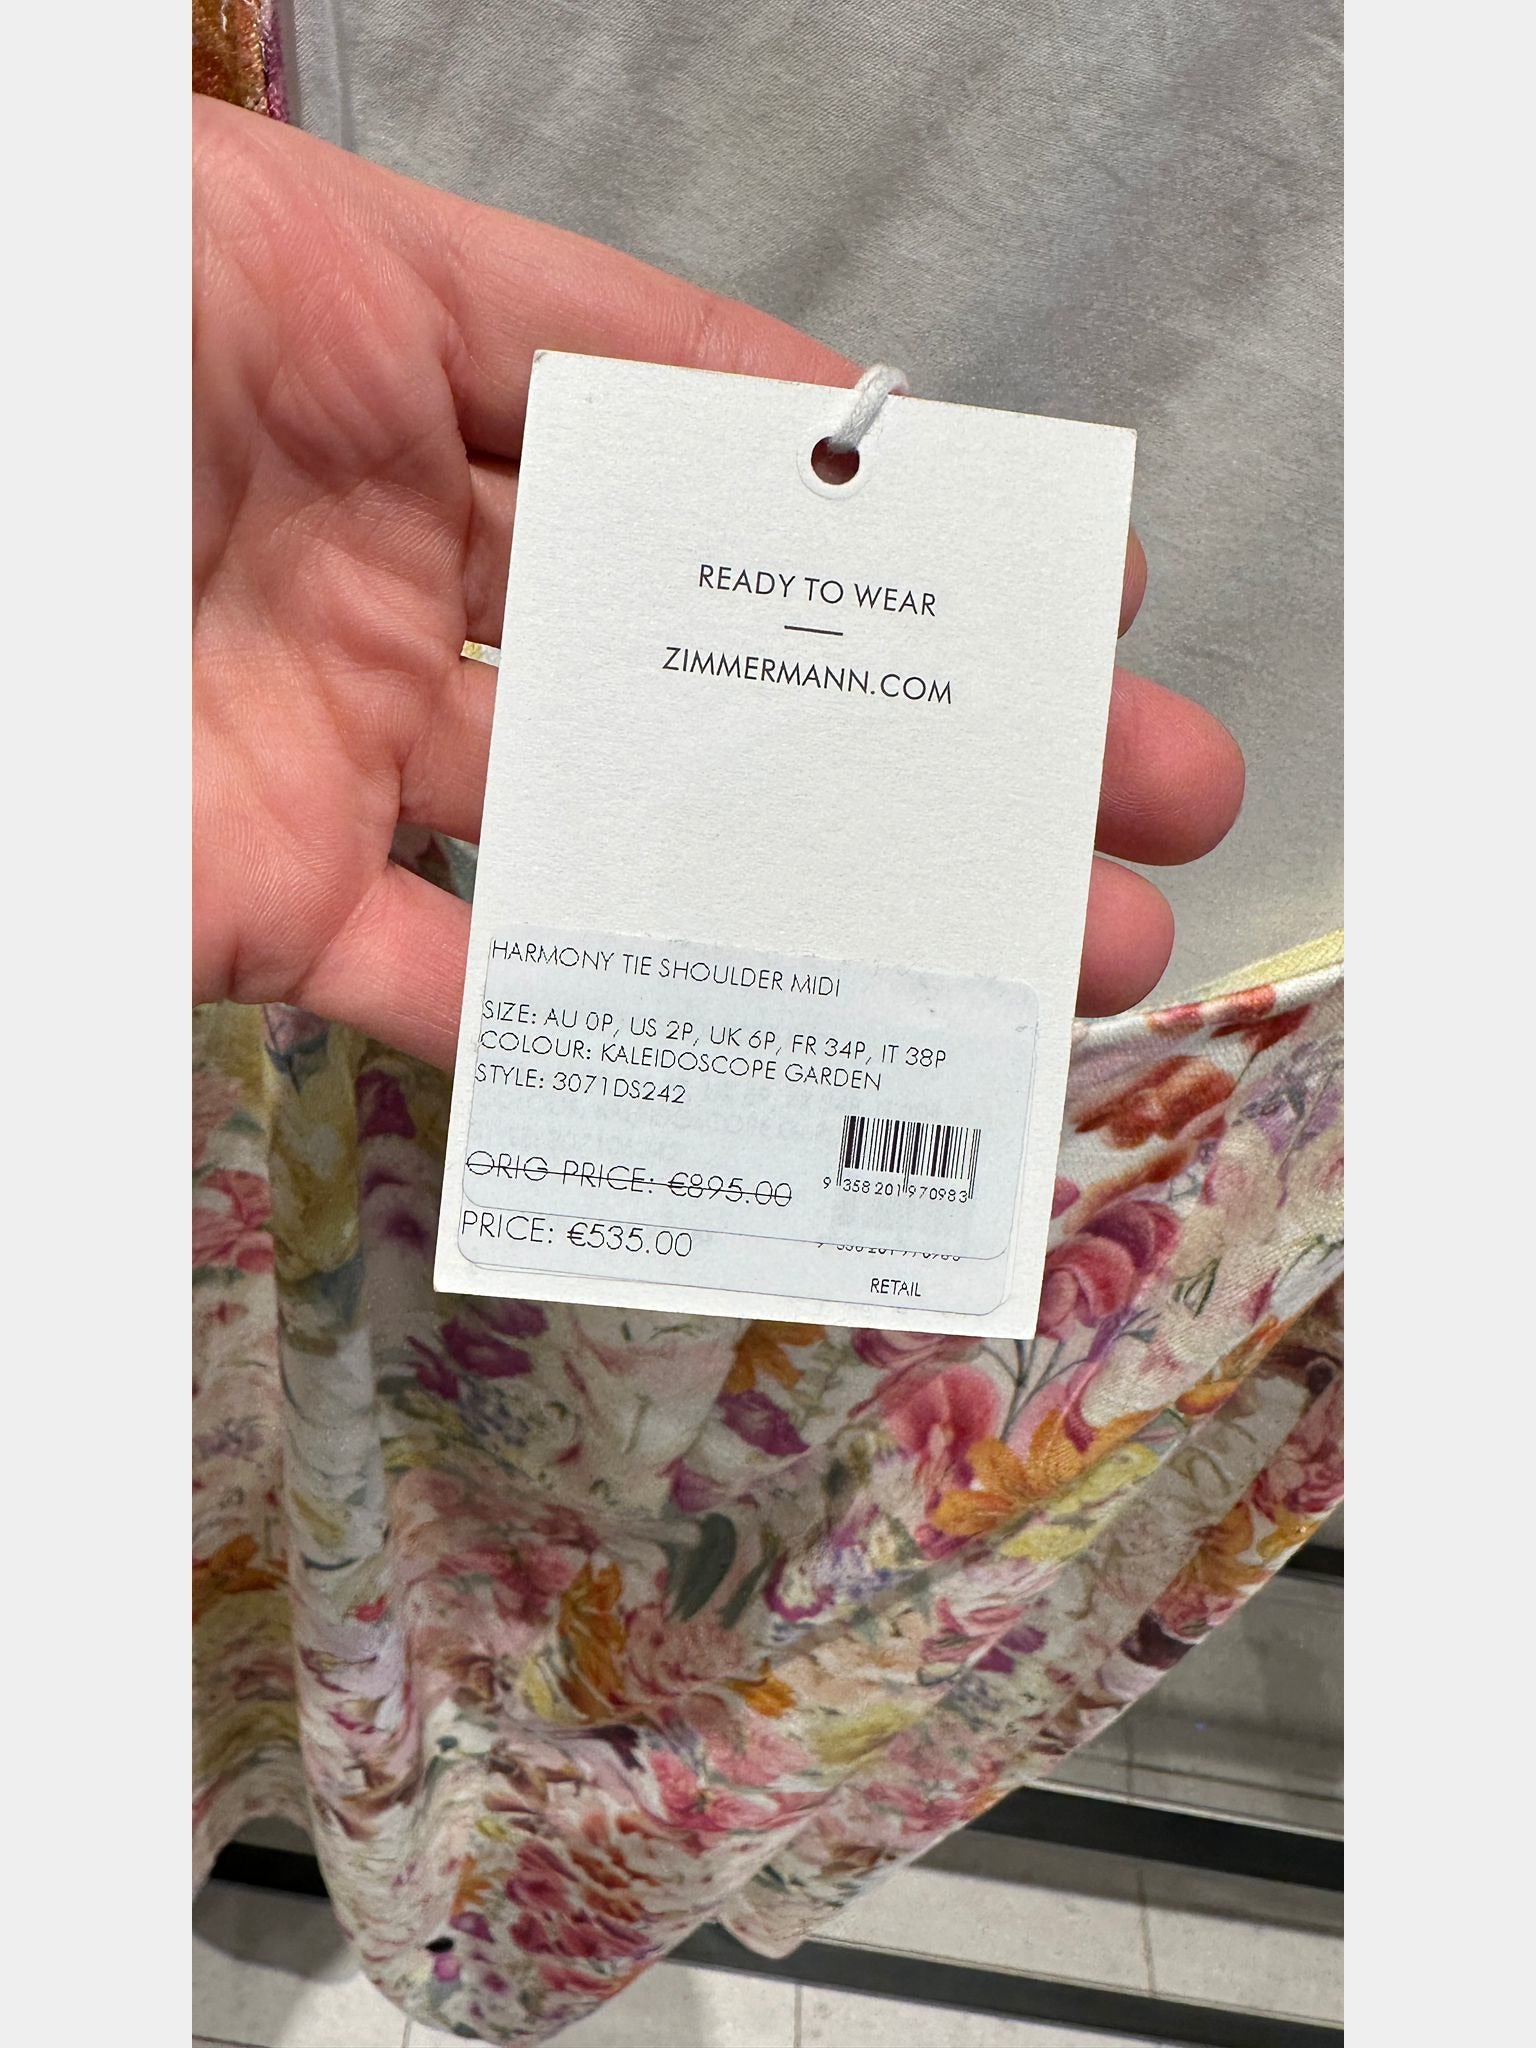 READY TO WEAR
ZIMMERMANN.COM
HARMONY TIE SHOULDER MIDI
SIZE: AU 0P, US 2P, UK 6P, FR 34P, IT 38P
COLOUR: KALEIDOSCOPE GARDEN
STYLE: 3071DS242
ORIG PRICE: €895.00
9 358201 970983
PRICE: €535.00
RETAIL